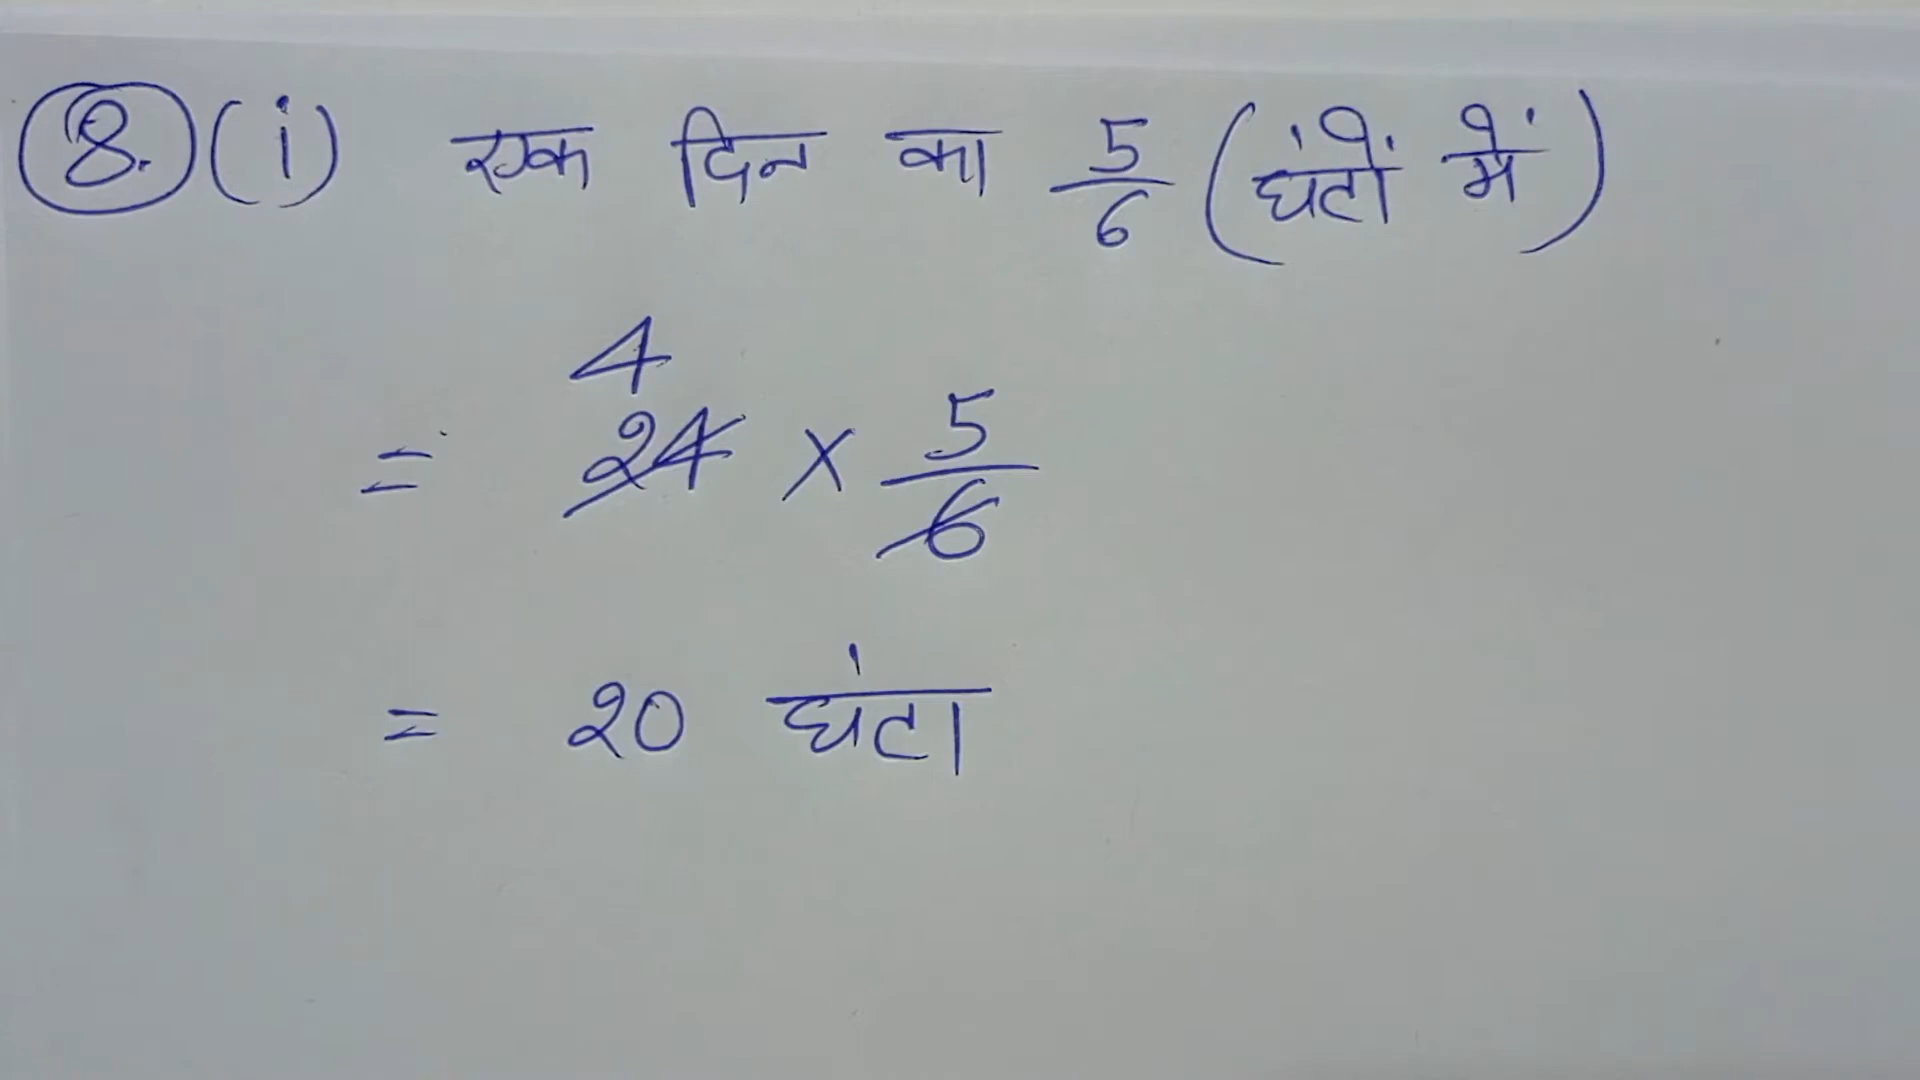 8. (i) एक दिन का 5/6 (घंटों में)
4
= 24 × 5/6
= 20 घंटा